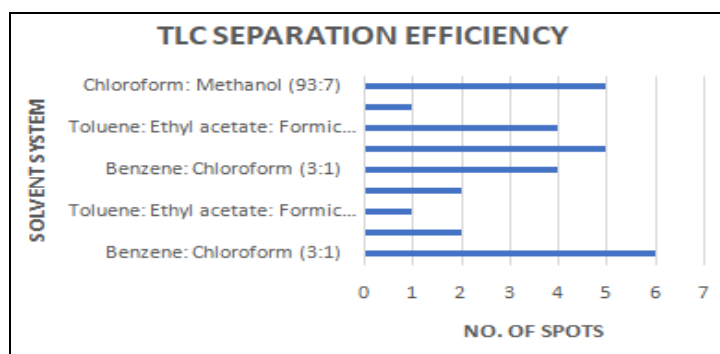 TLC SEPARATION EFFICIENCY
SOLVENT SYSTEM
Chloroform: Methanol (93:7)
Toluene: Ethyl acetate: Formic...
Benzene: Chloroform (3:1)
Toluene: Ethyl acetate: Formic...
Benzene: Chloroform (3:1)
0 1 2 3 4 5 6 7
NO. OF SPOTS